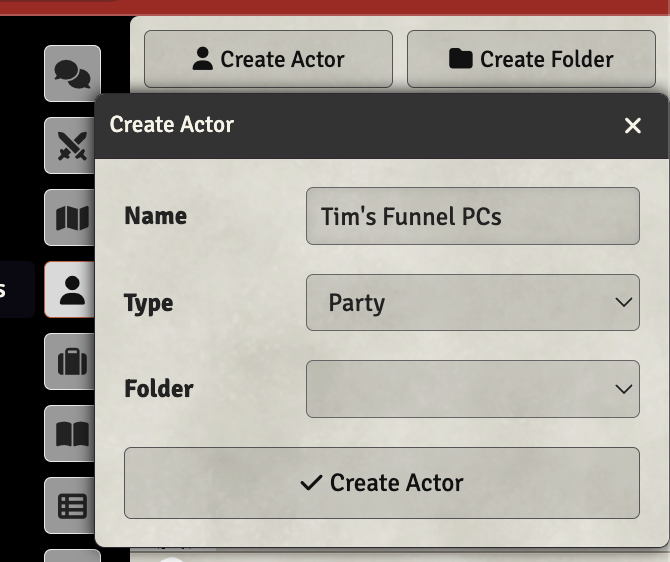 Create Actor
Create Folder
Create Actor
Name
Tim's Funnel PCs
Type
Party
Folder
Create Actor